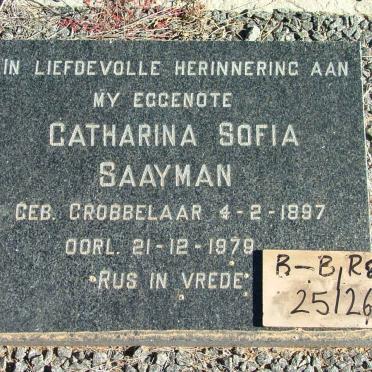 IN LIEFDEVOLLE HERINNERING AAN
MY EGGENOTE
CATHARINA SOFIA
SAAYMAN
GEB. GROBBELAAR 4-2-1897
OORL. 21-12-1979
RUS IN VREDE
B-B, RE
25/26